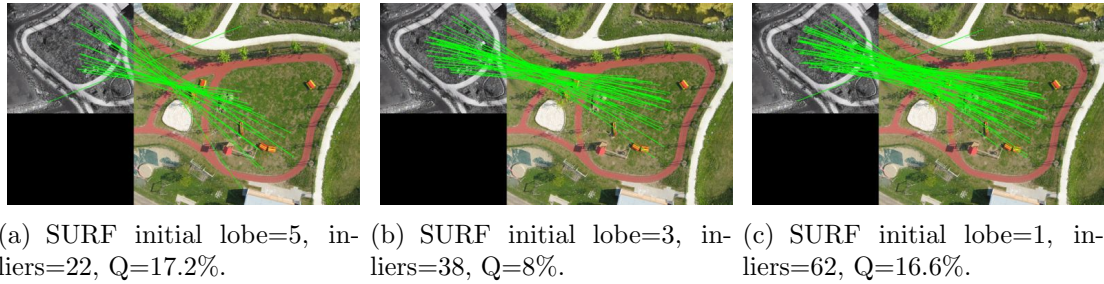 (a) SURF initial lobe=5, in-
liers=22, Q=17.2%.
(b) SURF initial lobe=3, in-
liers=38, Q=8%.
(c) SURF initial lobe=1, in-
liers=62, Q=16.6%.